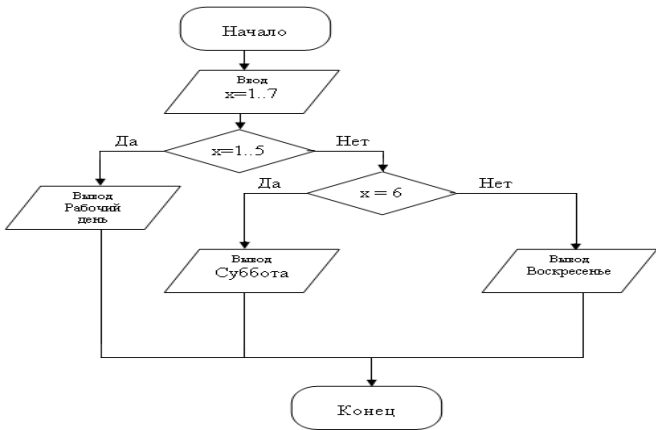 Начало
Ввод
x=1..7
Да
x=1..5
Нет
Вывод
Рабочий
день
Да
x = 6
Нет
Вывод
Суббота
Вывод
Воскресенье
Конец